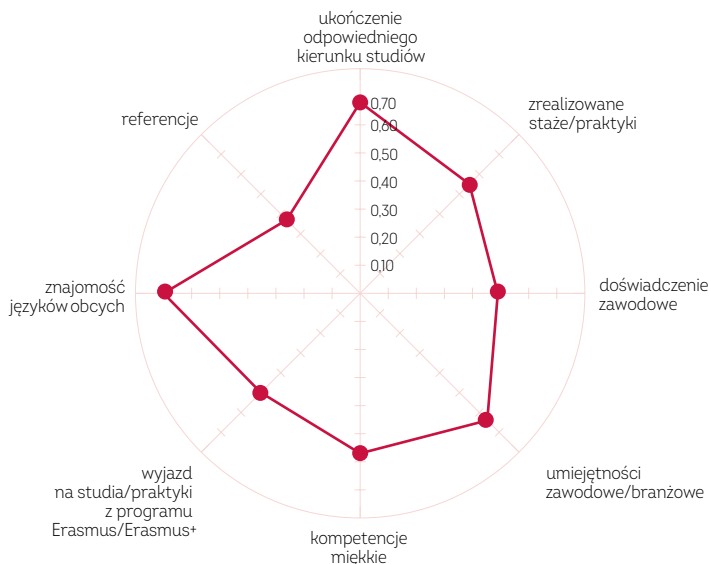 ukończenie
odpowiedniego
kierunku studiów
zrealizowane
staże/praktyki
referencje
0,70
0,60
0,50
0,40
0,30
0,20
0,10
doświadczenie
zawodowe
znajomość
języków obcych
umiejętności
zawodowe/branżowe
wyjazd
na studia/praktyki
z programu
Erasmus/Erasmus+
kompetencje
miękkie